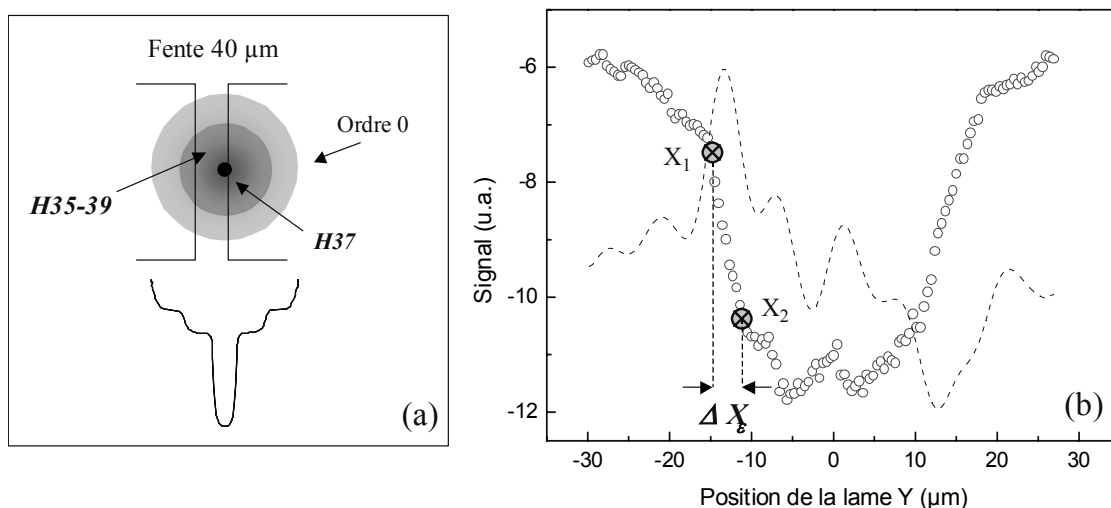 Fente 40 µm
Ordre 0
H35-39
H37
(a)
Signal (u.a.)
-6
-8
-10
-12
X1
X2
Δ Xε
(b)
-30 -20 -10 0 10 20 30
Position de la lame Y (µm)